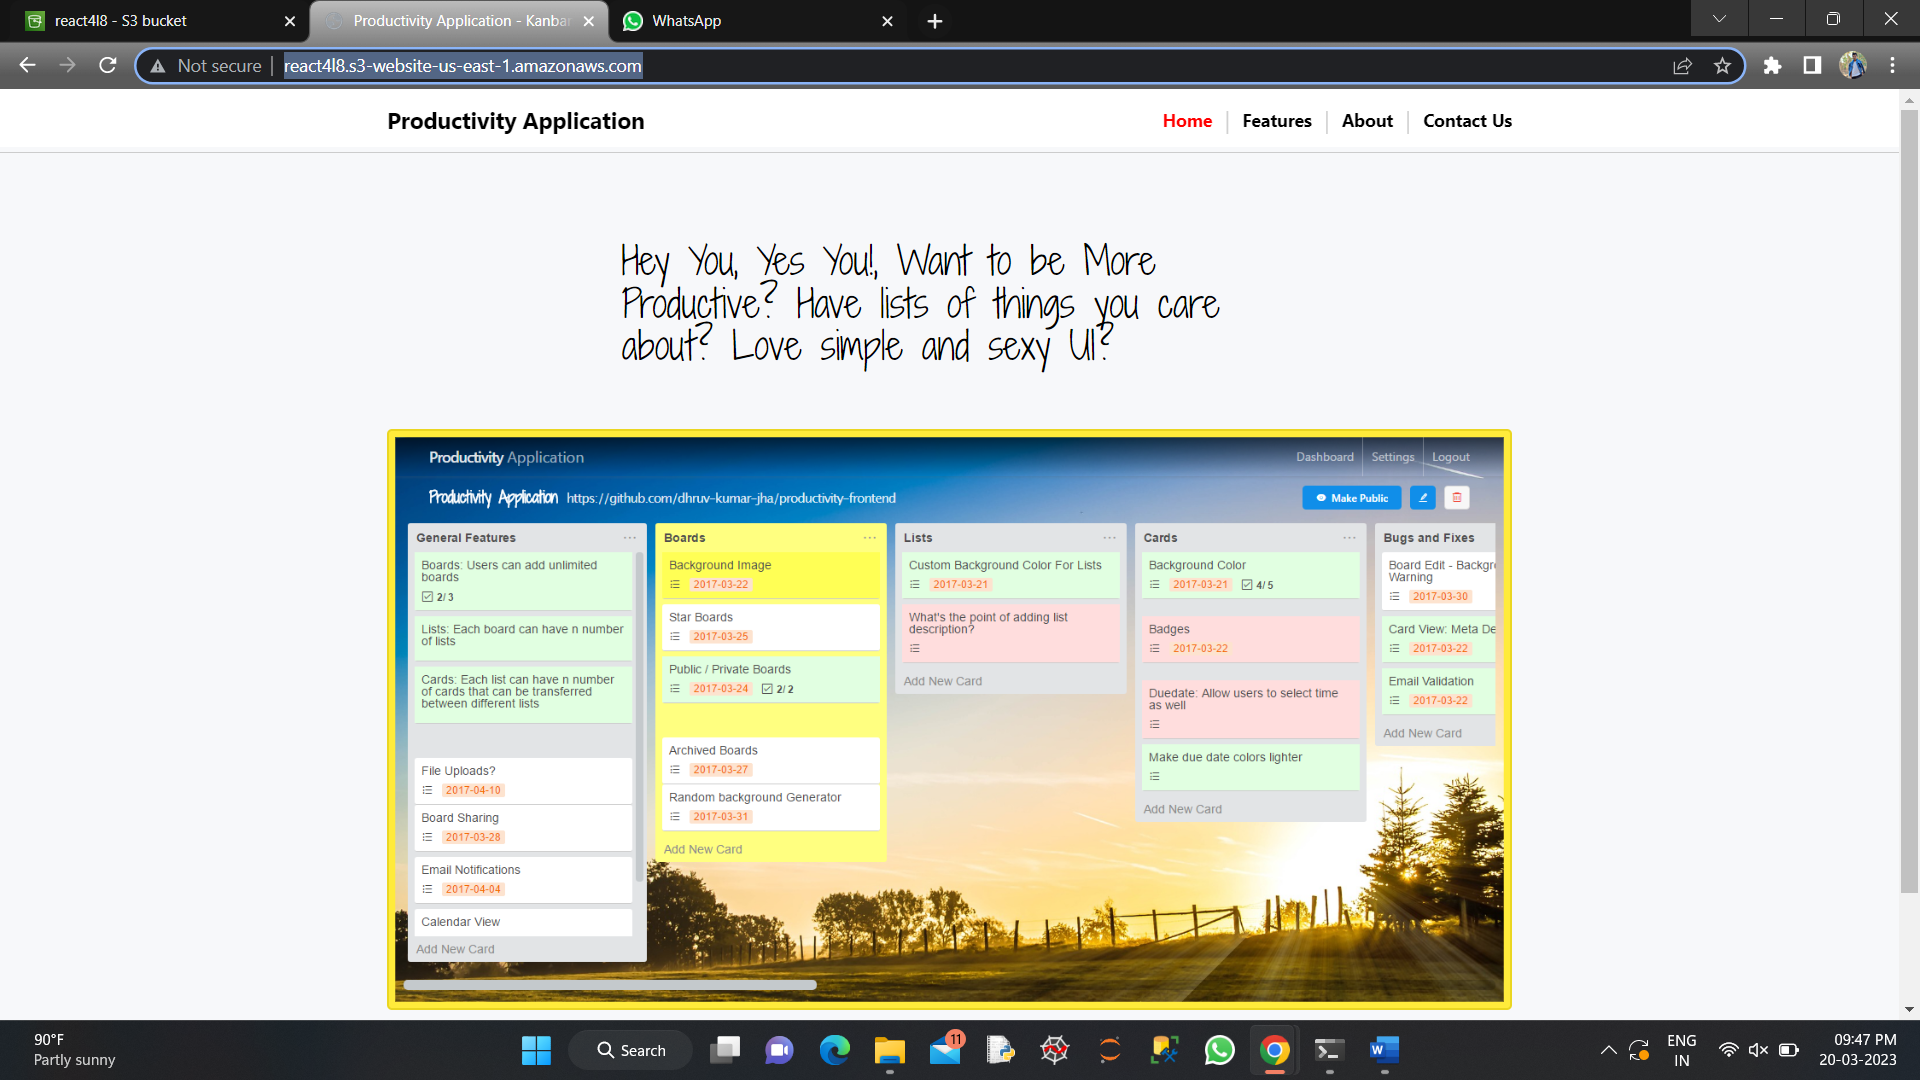 react4l8 - S3 bucket
Productivity Application - Kanban
WhatsApp
Not secure
react4l8.s3-website-us-east-1.amazonaws.com
Productivity Application
Home
Features
About
Contact Us
Hey You, Yes You!, Want to be More
Productive? Have lists of things you care
about? Love simple and sexy UI?
Productivity Application
Dashboard
Settings
Logout
Productivity Application https://github.com/dhruv-kumar-jha/productivity-frontend
Make Public
General Features
Boards: Users can add unlimited
boards
2/ 3
Lists: Each board can have n number
of lists
Cards: Each list can have n number
of cards that can be transferred
between different lists
File Uploads?
2017-04-10
Board Sharing
2017-03-28
Email Notifications
2017-04-04
Calendar View
Add New Card
Boards
Background Image
2017-03-22
Star Boards
2017-03-25
Public / Private Boards
2017-03-24 2/ 2
Archived Boards
2017-03-27
Random background Generator
2017-03-31
Add New Card
Lists
Custom Background Color For Lists
2017-03-21
What's the point of adding list
description?
Add New Card
Cards
Background Color
2017-03-21 4/ 5
Badges
2017-03-22
Duedate: Allow users to select time
as well
Make due date colors lighter
Add New Card
Bugs and Fixes
Board Edit - Backgr
Warning
2017-03-30
Card View: Meta De
2017-03-22
Email Validation
2017-03-22
Add New Card
90°F
Partly sunny
Search
11
ENG
IN
09:47 PM
20-03-2023